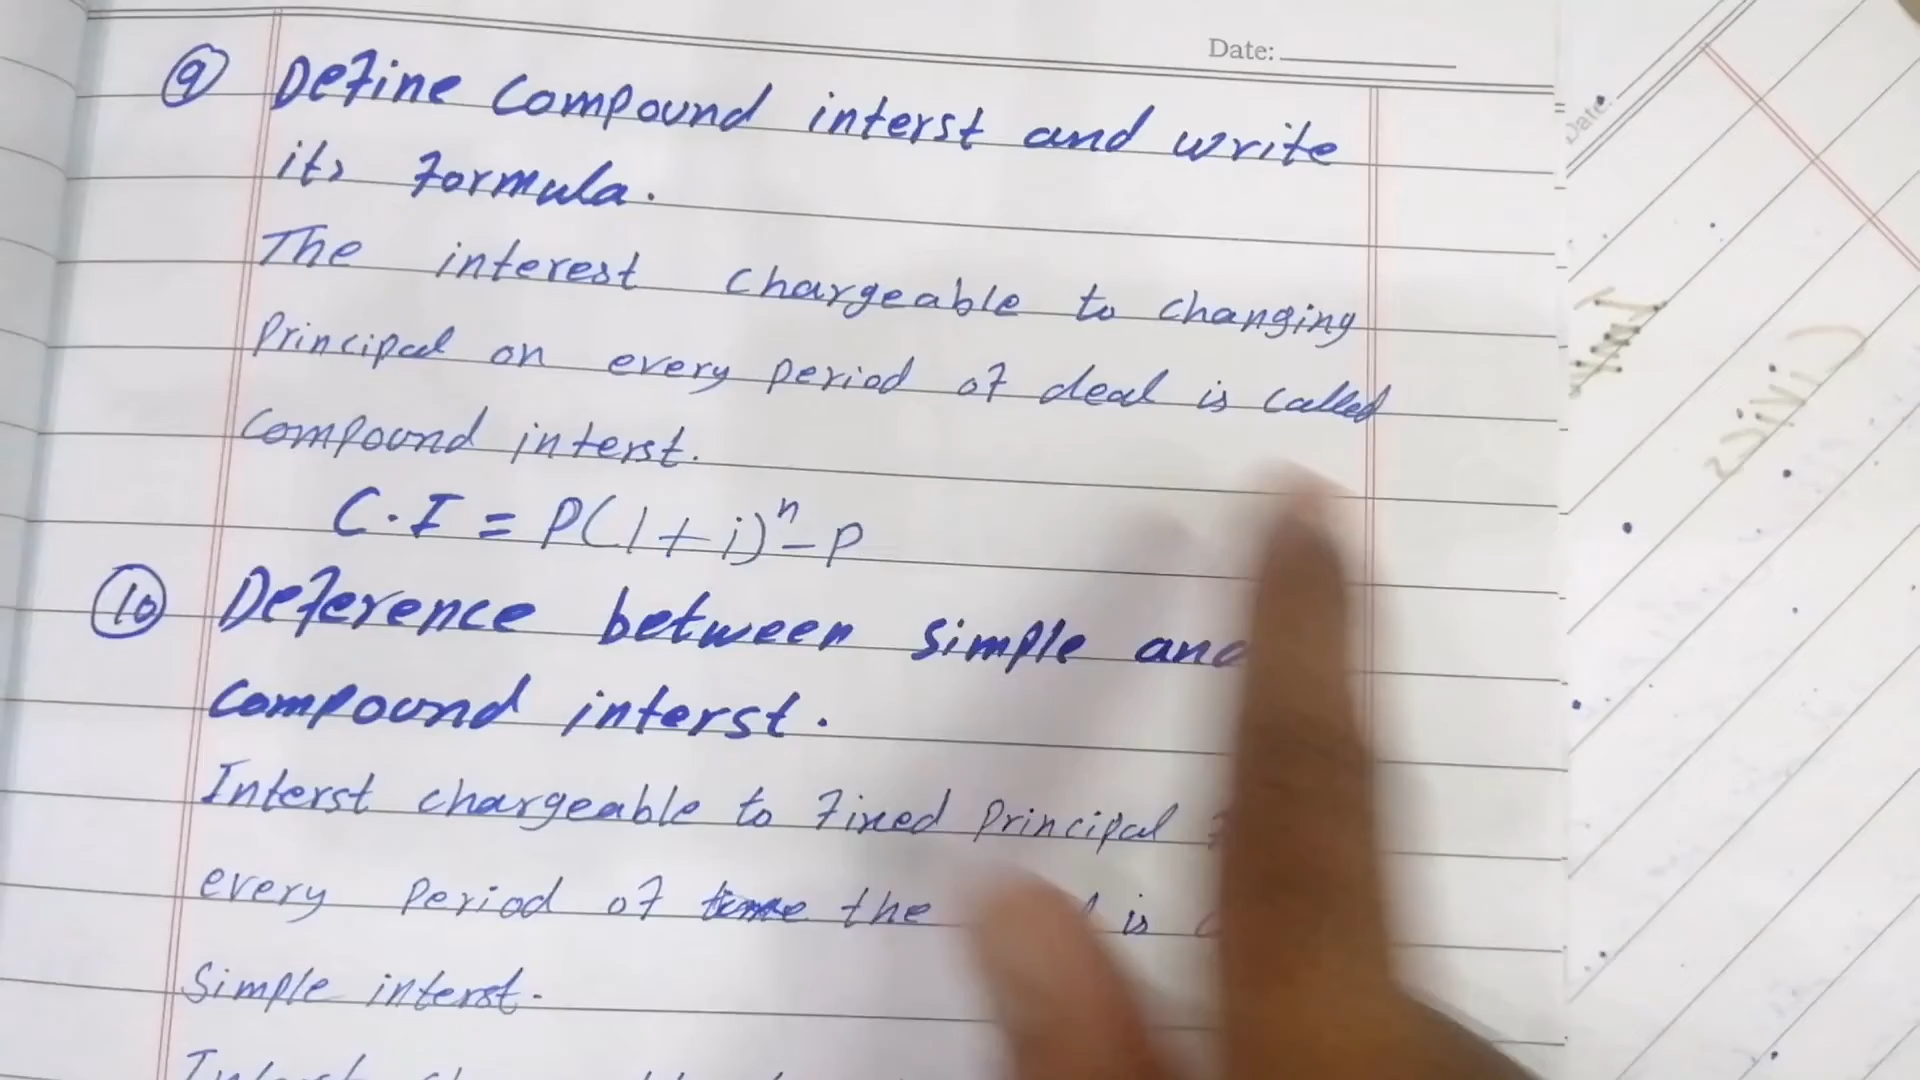 Date:
9 Define compound interst and write
its formula.
The interest chargeable to changing
Principal on every period of deal is called
compound interst.
C.I = P(1+i)^n - P
10 Deference between simple and
compound interst.
Interst chargeable to fixed principal
every period of the is
Simple interst.
Date: